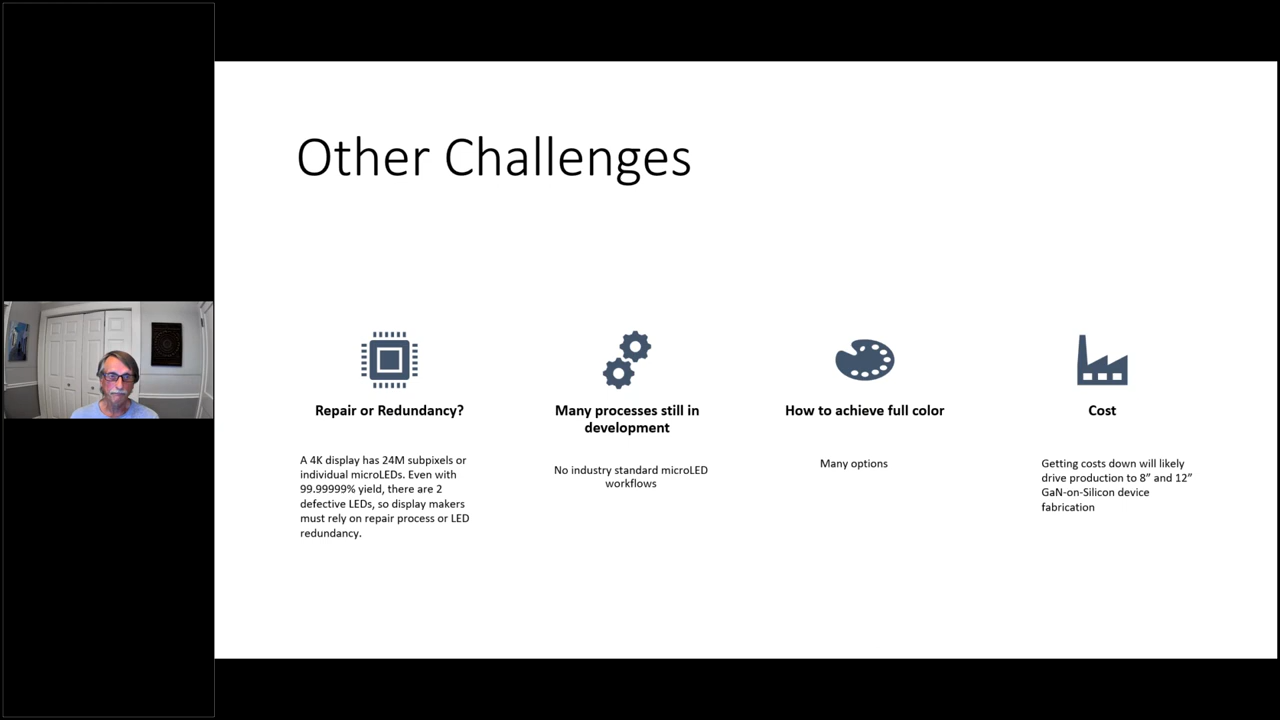 Other Challenges
Repair or Redundancy?
A 4K display has 24M subpixels or
individual microLEDs. Even with
99.99999% yield, there are 2
defective LEDs, so display makers
must rely on repair process or LED
redundancy.
Many processes still in
development
No industry standard microLED
workflows
How to achieve full color
Many options
Cost
Getting costs down will likely
drive production to 8” and 12”
GaN-on-Silicon device
fabrication